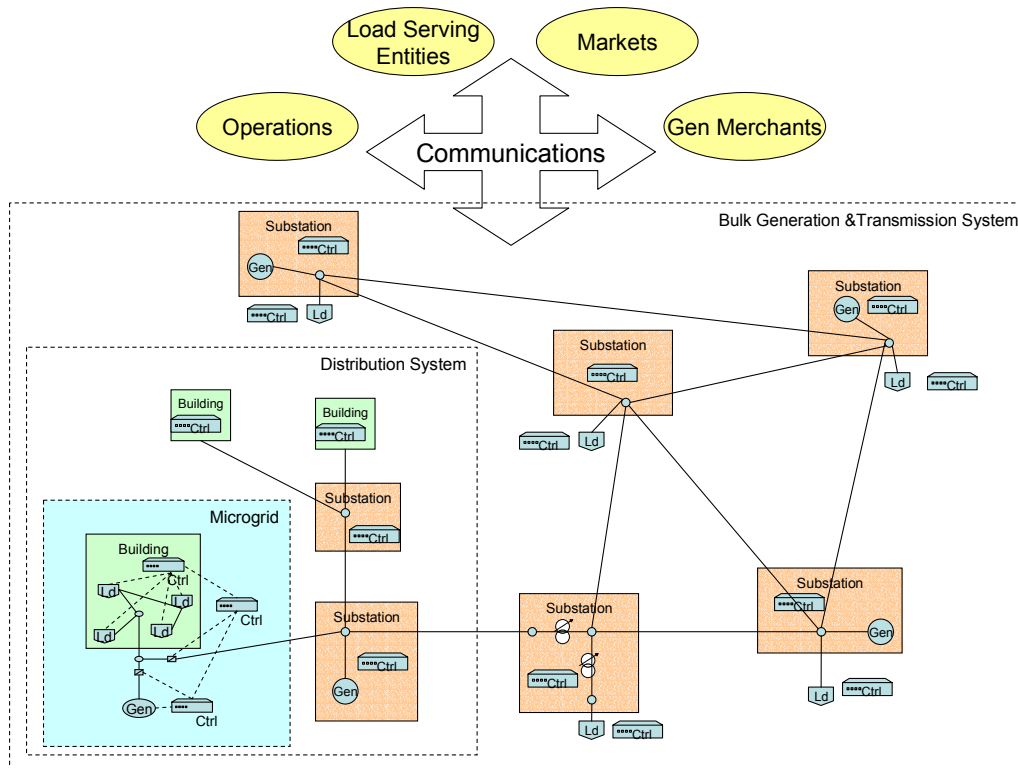 Load Serving
Entities
Markets
Operations
Gen Merchants
Communications
Bulk Generation &Transmission System
Substation
Ctrl
Gen
Ctrl
Ld
Substation
Gen
Ctrl
Ld
Ctrl
Substation
Ctrl
Ctrl
Ld
Distribution System
Building
Ctrl
Building
Ctrl
Substation
Ctrl
Microgrid
Building
Ctrl
Ld
Ld
Ld
Ld
Ctrl
Gen
Ctrl
Substation
Ctrl
Gen
Substation
Ctrl
Ld
Ctrl
Substation
Ctrl
Gen
Ld
Ctrl